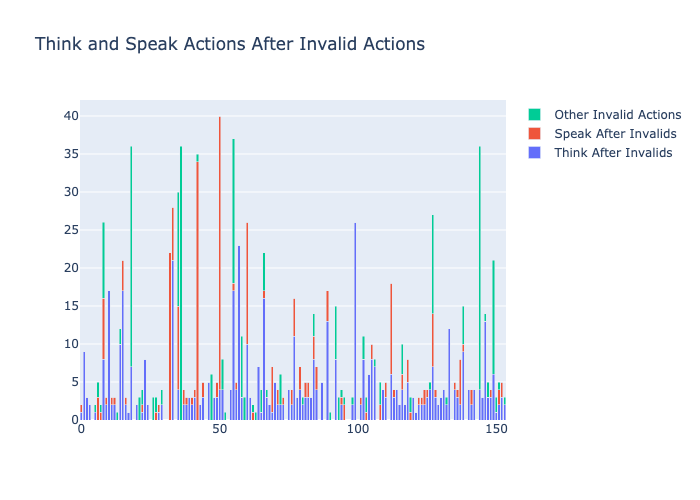 Think and Speak Actions After Invalid Actions
Other Invalid Actions
Speak After Invalids
Think After Invalids
40
35
30
25
20
15
10
5
0
0 50 100 150